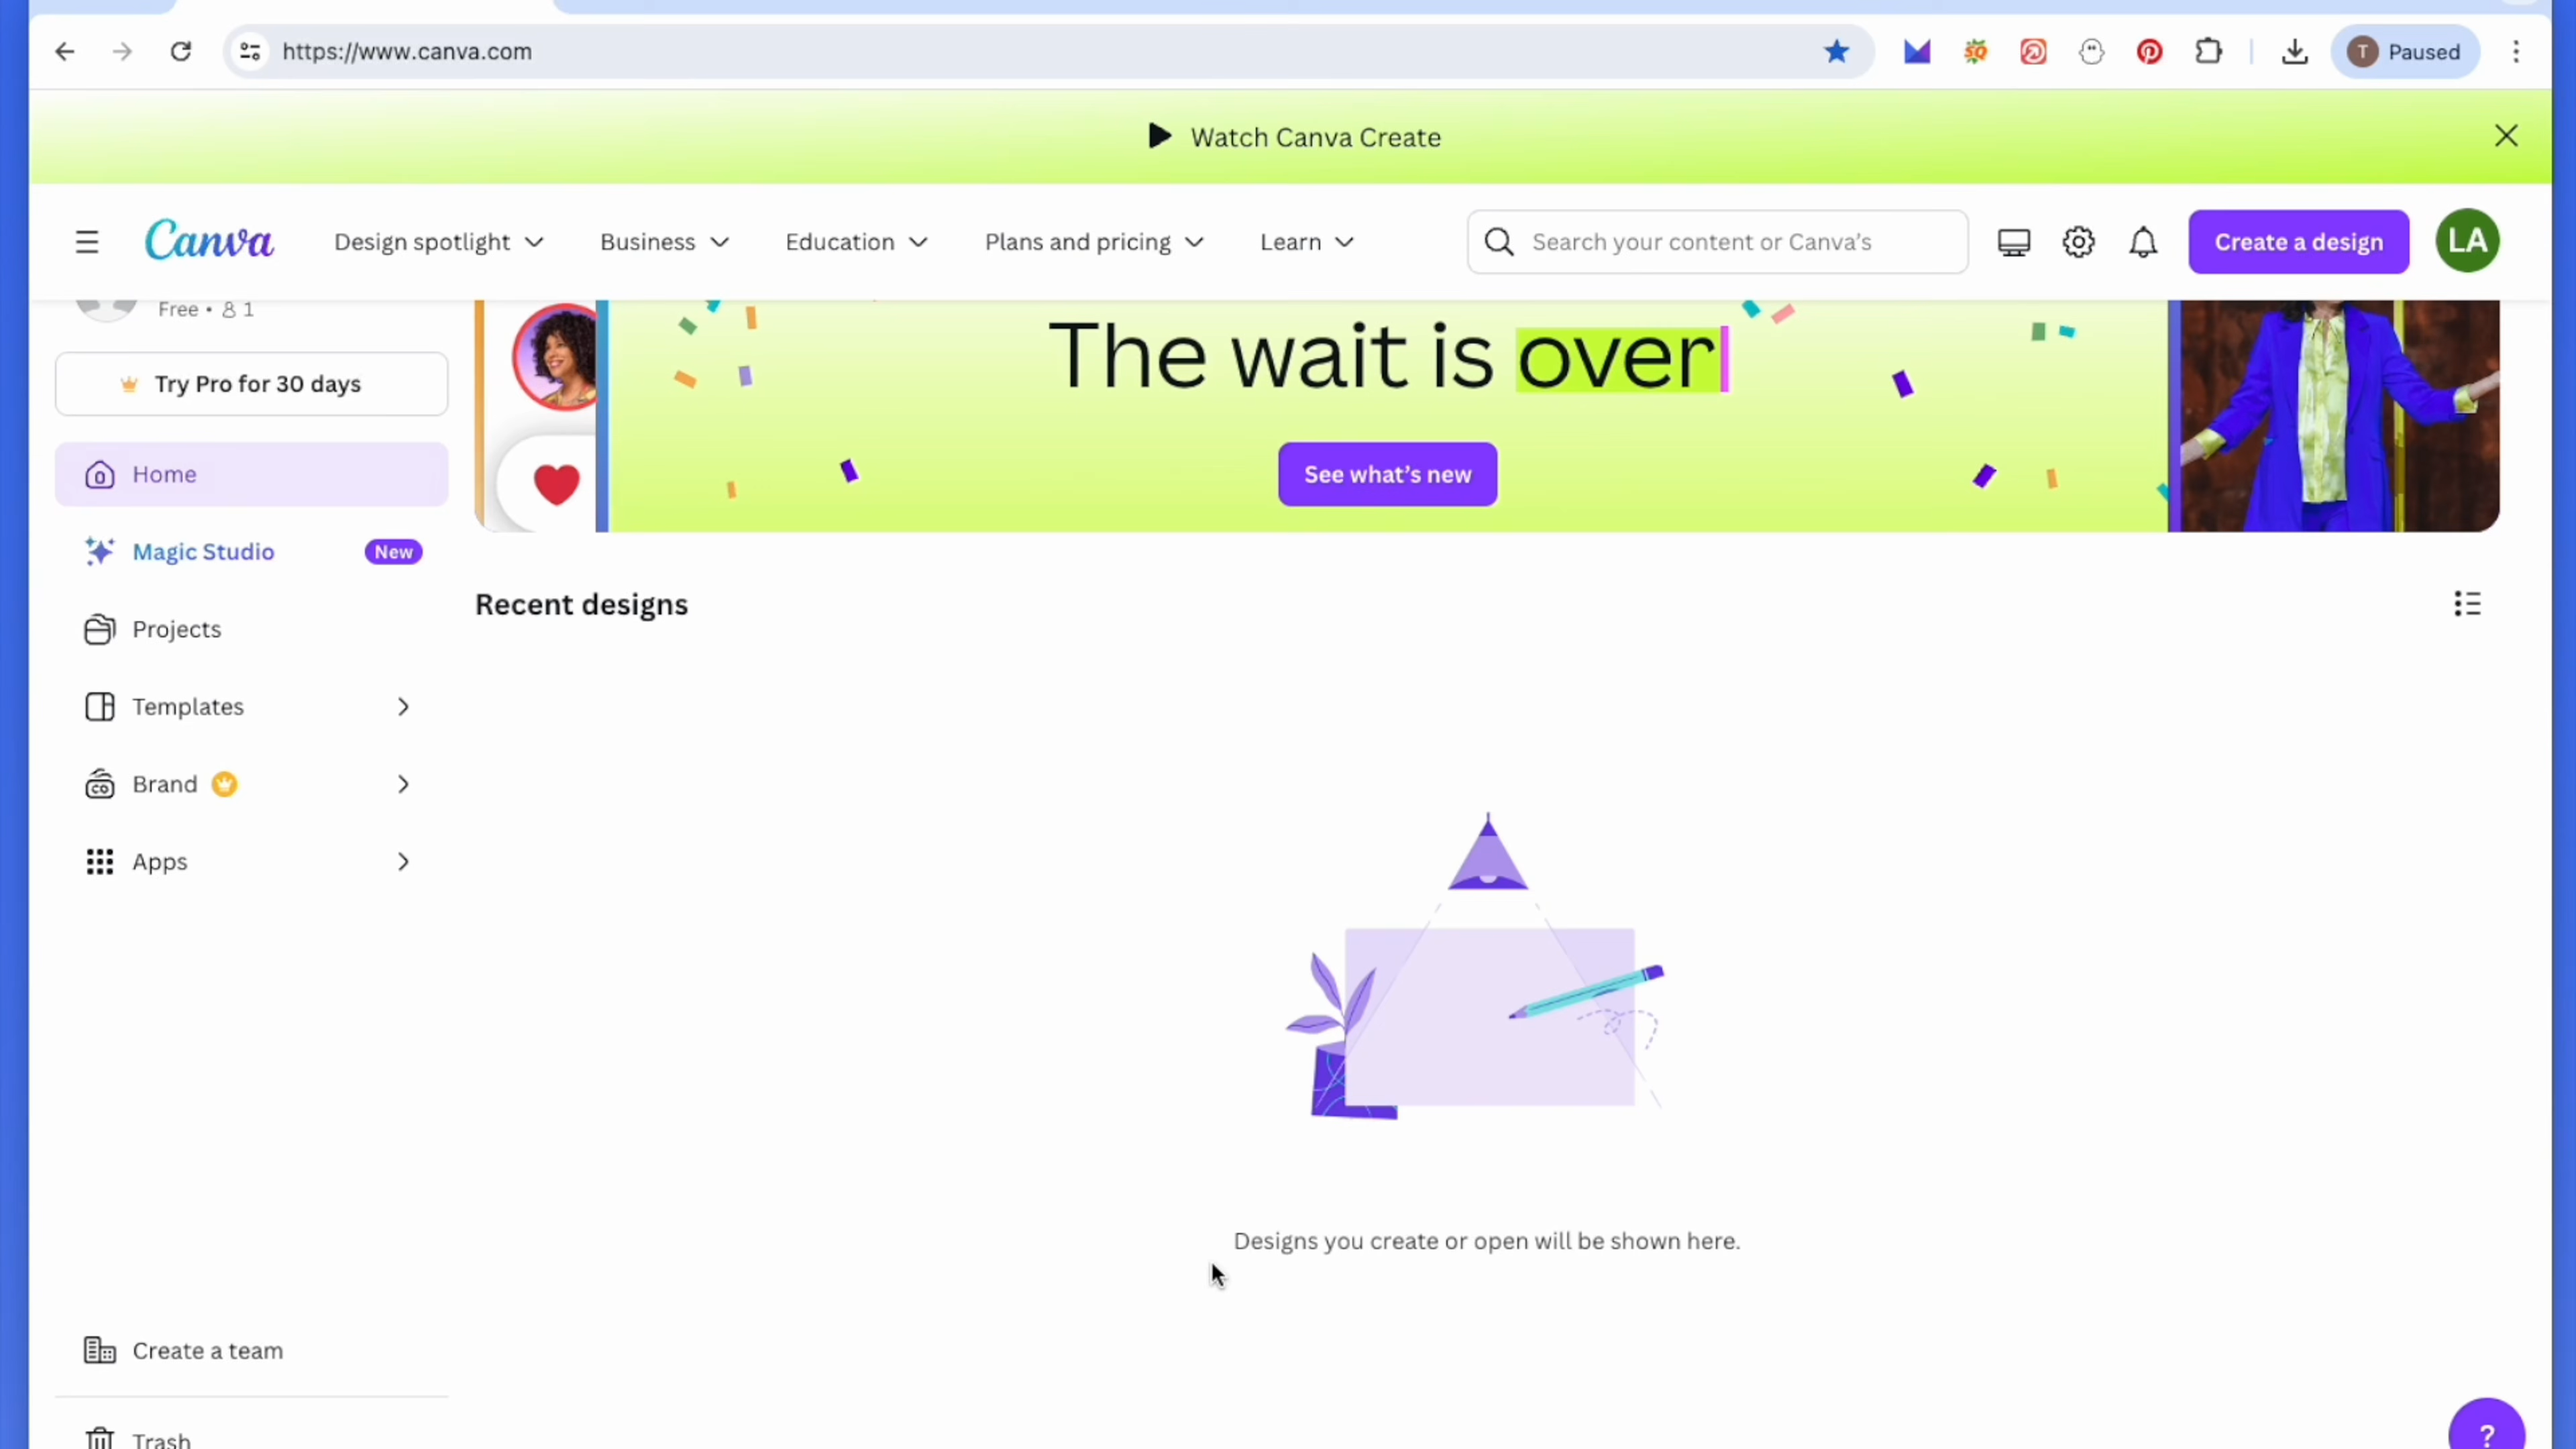 https://www.canva.com
T Paused
Watch Canva Create
Canva
Design spotlight
Business
Education
Plans and pricing
Learn
Search your content or Canva's
Create a design
LA
Free • 1
Try Pro for 30 days
Home
Magic Studio New
Projects
Templates
Brand
Apps
Create a team
Trash
The wait is over
See what's new
Recent designs
Designs you create or open will be shown here.
?